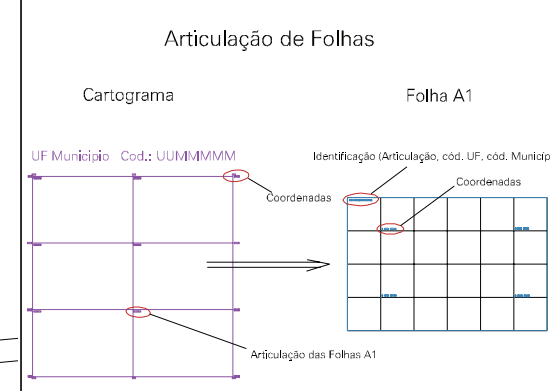 Articulação de Folhas
Cartograma
Folha A1
UF Municipio Cod.: UUMMMMM
Identificação (Articulação, cód. UF, cód. Municíp
Coordenadas
Coordenadas
Articulação das Folhas A1